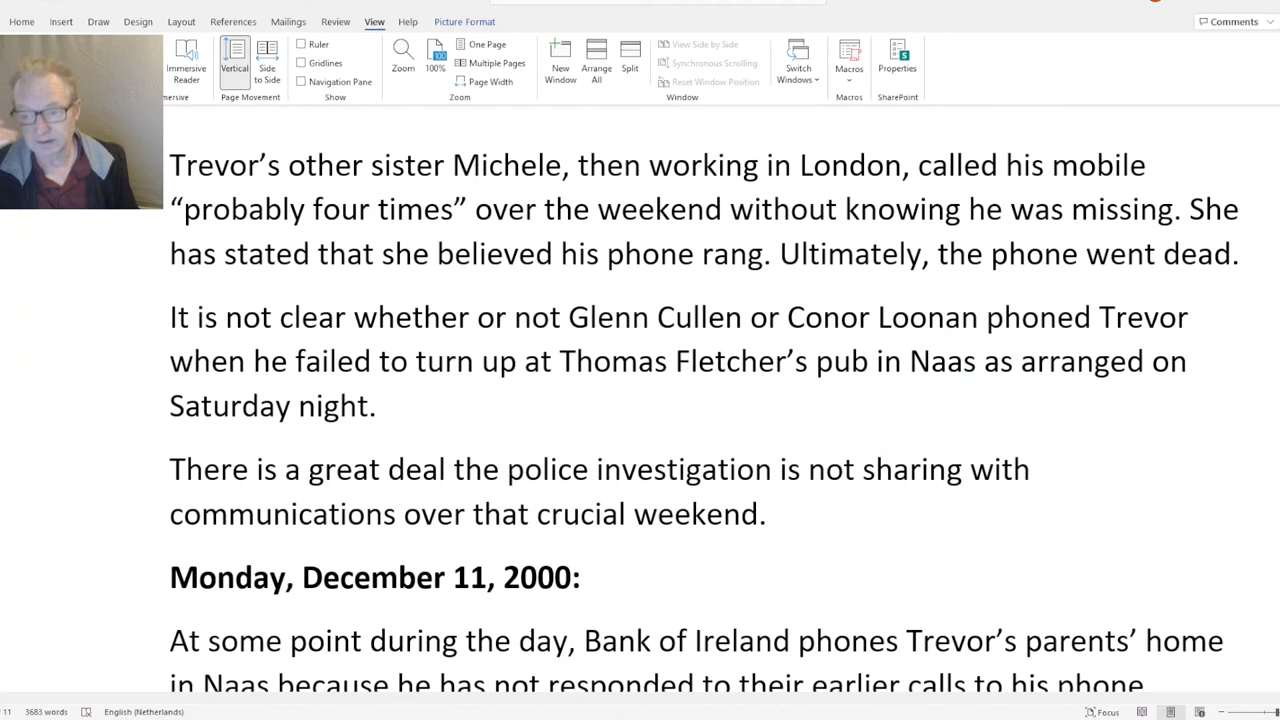 Home Insert Draw Design Layout References Mailings Review View Help Picture Format Comments
Immersive Reader
Vertical
Side to Side
Page Movement
Ruler
Gridlines
Navigation Pane
Show
Zoom
100%
One Page
Multiple Pages
Page Width
Zoom
New Window
Arrange All
Split
View Side by Side
Synchronous Scrolling
Reset Window Position
Window
Switch Windows
Macros
Macros
Properties
SharePoint
Trevor’s other sister Michele, then working in London, called his mobile
“probably four times” over the weekend without knowing he was missing. She
has stated that she believed his phone rang. Ultimately, the phone went dead.
It is not clear whether or not Glenn Cullen or Conor Loonan phoned Trevor
when he failed to turn up at Thomas Fletcher’s pub in Naas as arranged on
Saturday night.
There is a great deal the police investigation is not sharing with
communications over that crucial weekend.
Monday, December 11, 2000:
At some point during the day, Bank of Ireland phones Trevor’s parents’ home
in Naas because he has not responded to their earlier calls to his phone
11 3683 words English (Netherlands) Focus